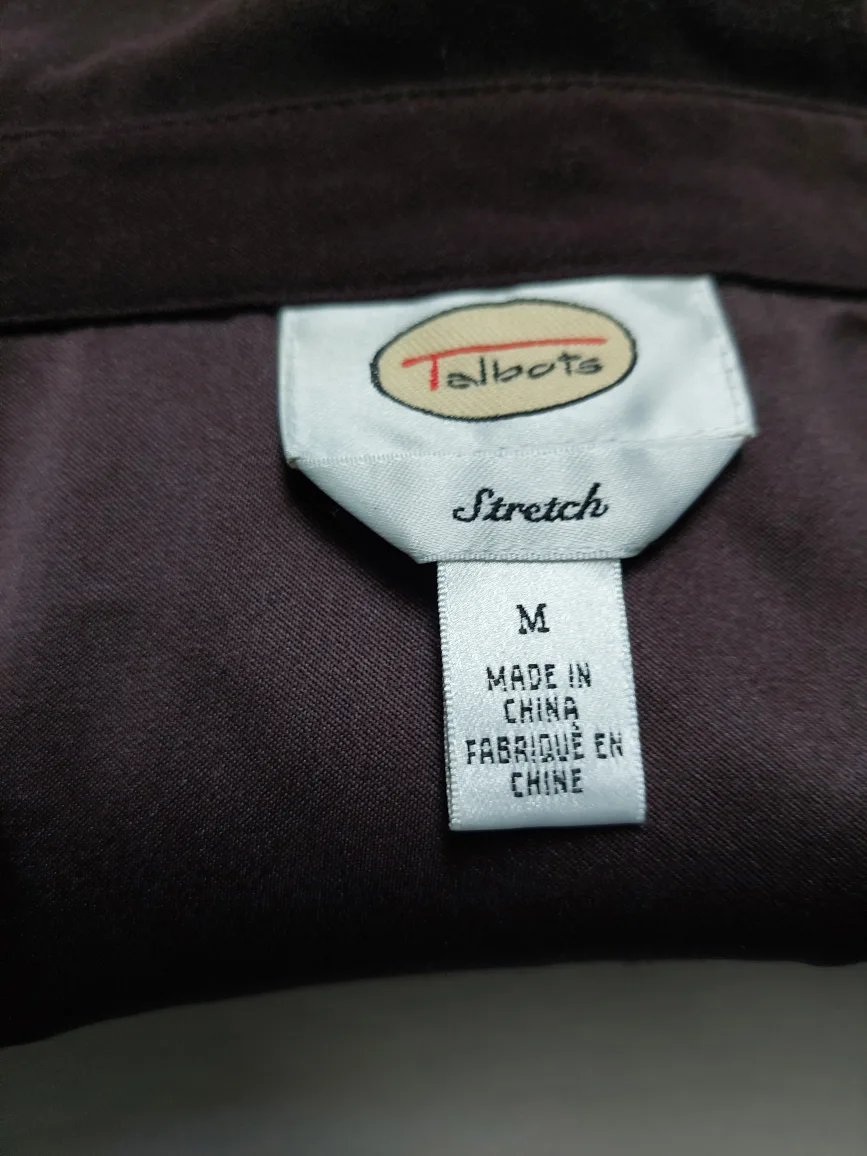 Talbots
Stretch
M
MADE IN
CHINA
FABRIQUÉ EN
CHINE